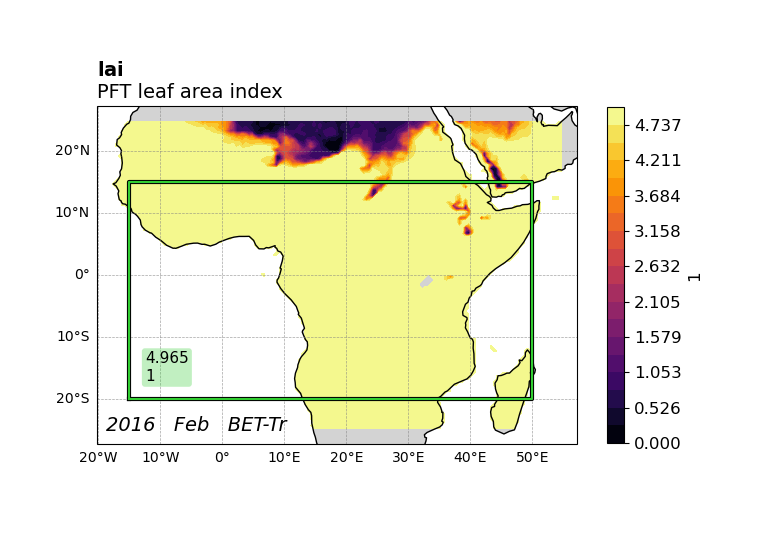 lai
PFT leaf area index
20°N
10°N
0°
10°S
20°S
20°W
10°W
0°
10°E
20°E
30°E
40°E
50°E
4.965
1
2016 Feb BET-Tr
4.737
4.211
3.684
3.158
2.632
2.105
1.579
1.053
0.526
0.000
1